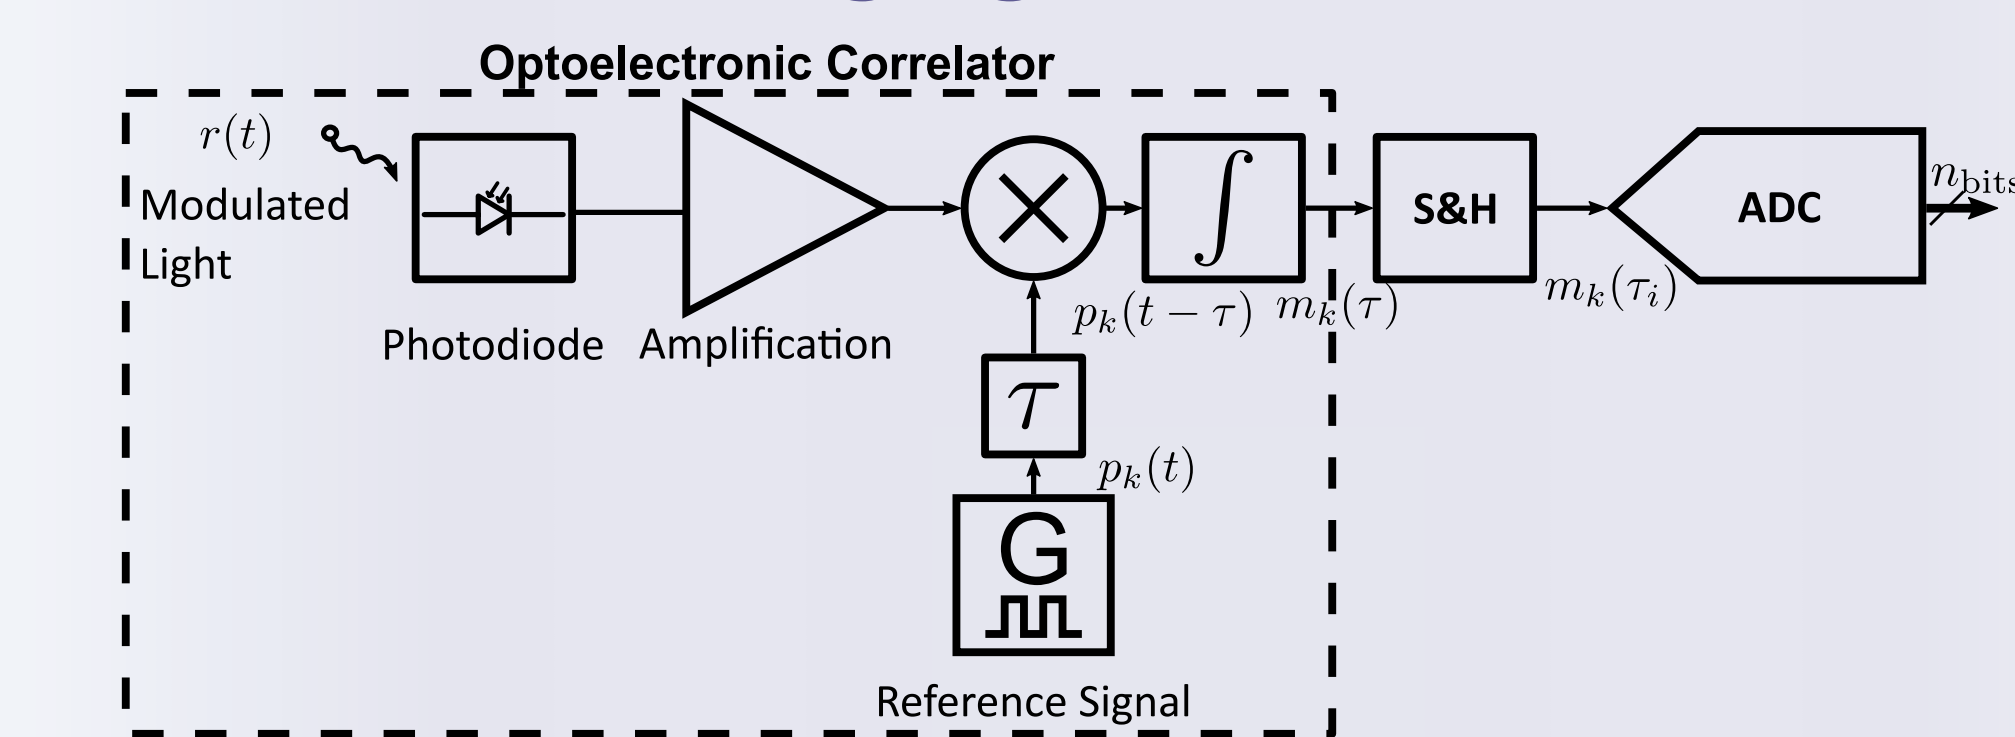 Optoelectronic Correlator
r(t)
Modulated
Light
Photodiode
Amplification
∫
S&H
ADC
n_bits
p_k(t − τ)
m_k(τ)
m_k(τ_i)
τ
p_k(t)
G
Reference Signal